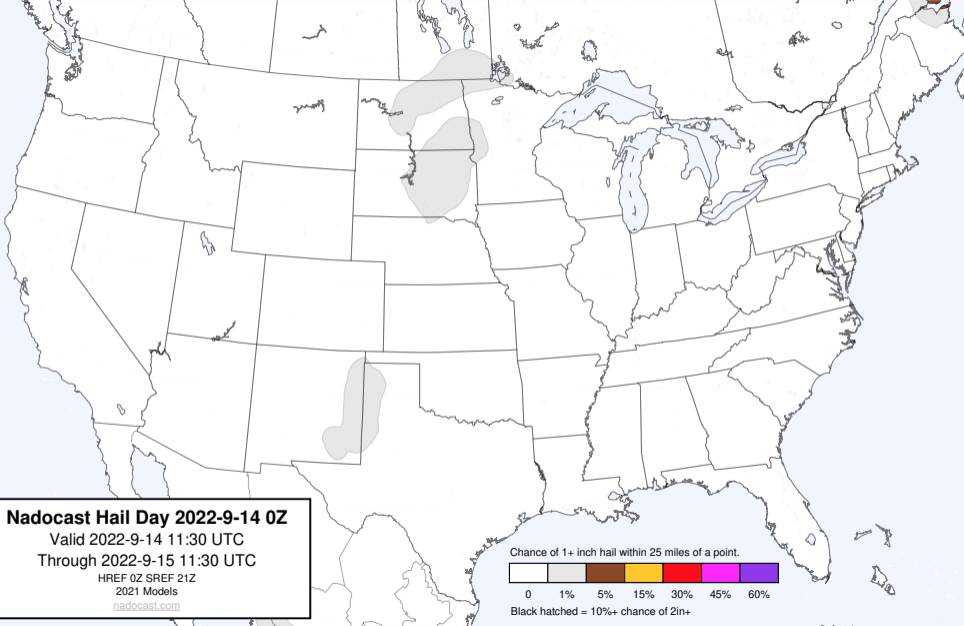 Nadocast Hail Day 2022-9-14 0Z
Valid 2022-9-14 11:30 UTC
Through 2022-9-15 11:30 UTC
HREF 0Z SREF 21Z
2021 Models
nadocast.com
Chance of 1+ inch hail within 25 miles of a point.
0 1% 5% 15% 30% 45% 60%
Black hatched = 10%+ chance of 2in+